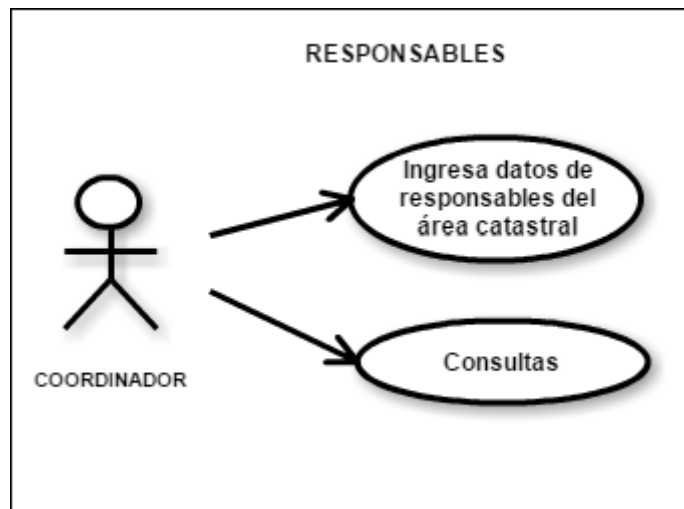 RESPONSABLES
Ingresa datos de
responsables del
área catastral
Consultas
COORDINADOR